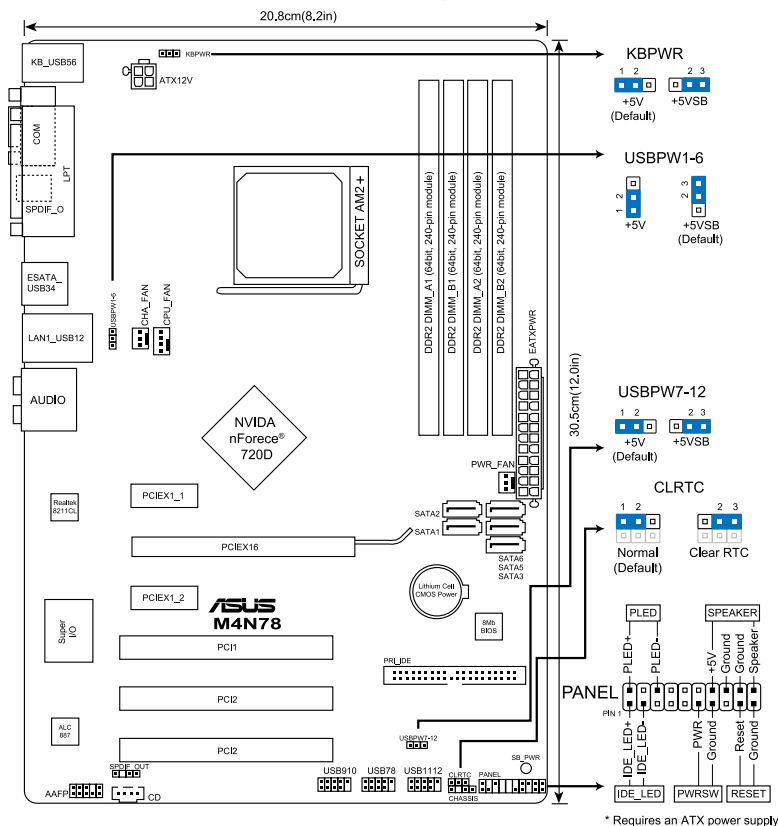 20.8cm(8.2in)
KB_USB56
KBPWR
ATX12V
COM
LPT
SPDIF_O
ESATA_
USB34
LAN1_USB12
AUDIO
USBPW1-6
CHA_FAN
CPU_FAN
SOCKET AM2+
DDR2 DIMM_A1 (64bit, 240-pin module)
DDR2 DIMM_B1 (64bit, 240-pin module)
DDR2 DIMM_A2 (64bit, 240-pin module)
DDR2 DIMM_B2 (64bit, 240-pin module)
EATXPWR
30.5cm(12.0in)
NVIDA
nForece®
720D
PWR_FAN
Realtek
8211CL
PCIEX1_1
PCIEX16
PCIEX1_2
SATA2
SATA1
SATA6
SATA5
SATA3
Lithium Cell
CMOS Power
8Mb
BIOS
Super
I/O
ASUS
M4N78
PCI1
PCI2
PCI2
PRI_IDE
ALC
887
USBPW7-12
SB_PWR
SPDIF_OUT
AAFP
CD
USB910
USB78
USB1112
CLRTC
CHASSIS
PANEL
KBPWR
1 2
2 3
+5V
(Default)
+5VSB
USBPW1-6
2
1
3
2
+5V
+5VSB
(Default)
USBPW7-12
1 2
2 3
+5V
(Default)
+5VSB
CLRTC
1 2
2 3
Normal
(Default)
Clear RTC
PLED
SPEAKER
PLED+
PLED-
+5V
Ground
Ground
Speaker
PANEL
PIN 1
IDE_LED+
IDE_LED-
PWR
Ground
Reset
Ground
IDE_LED
PWRSW
RESET
* Requires an ATX power supply